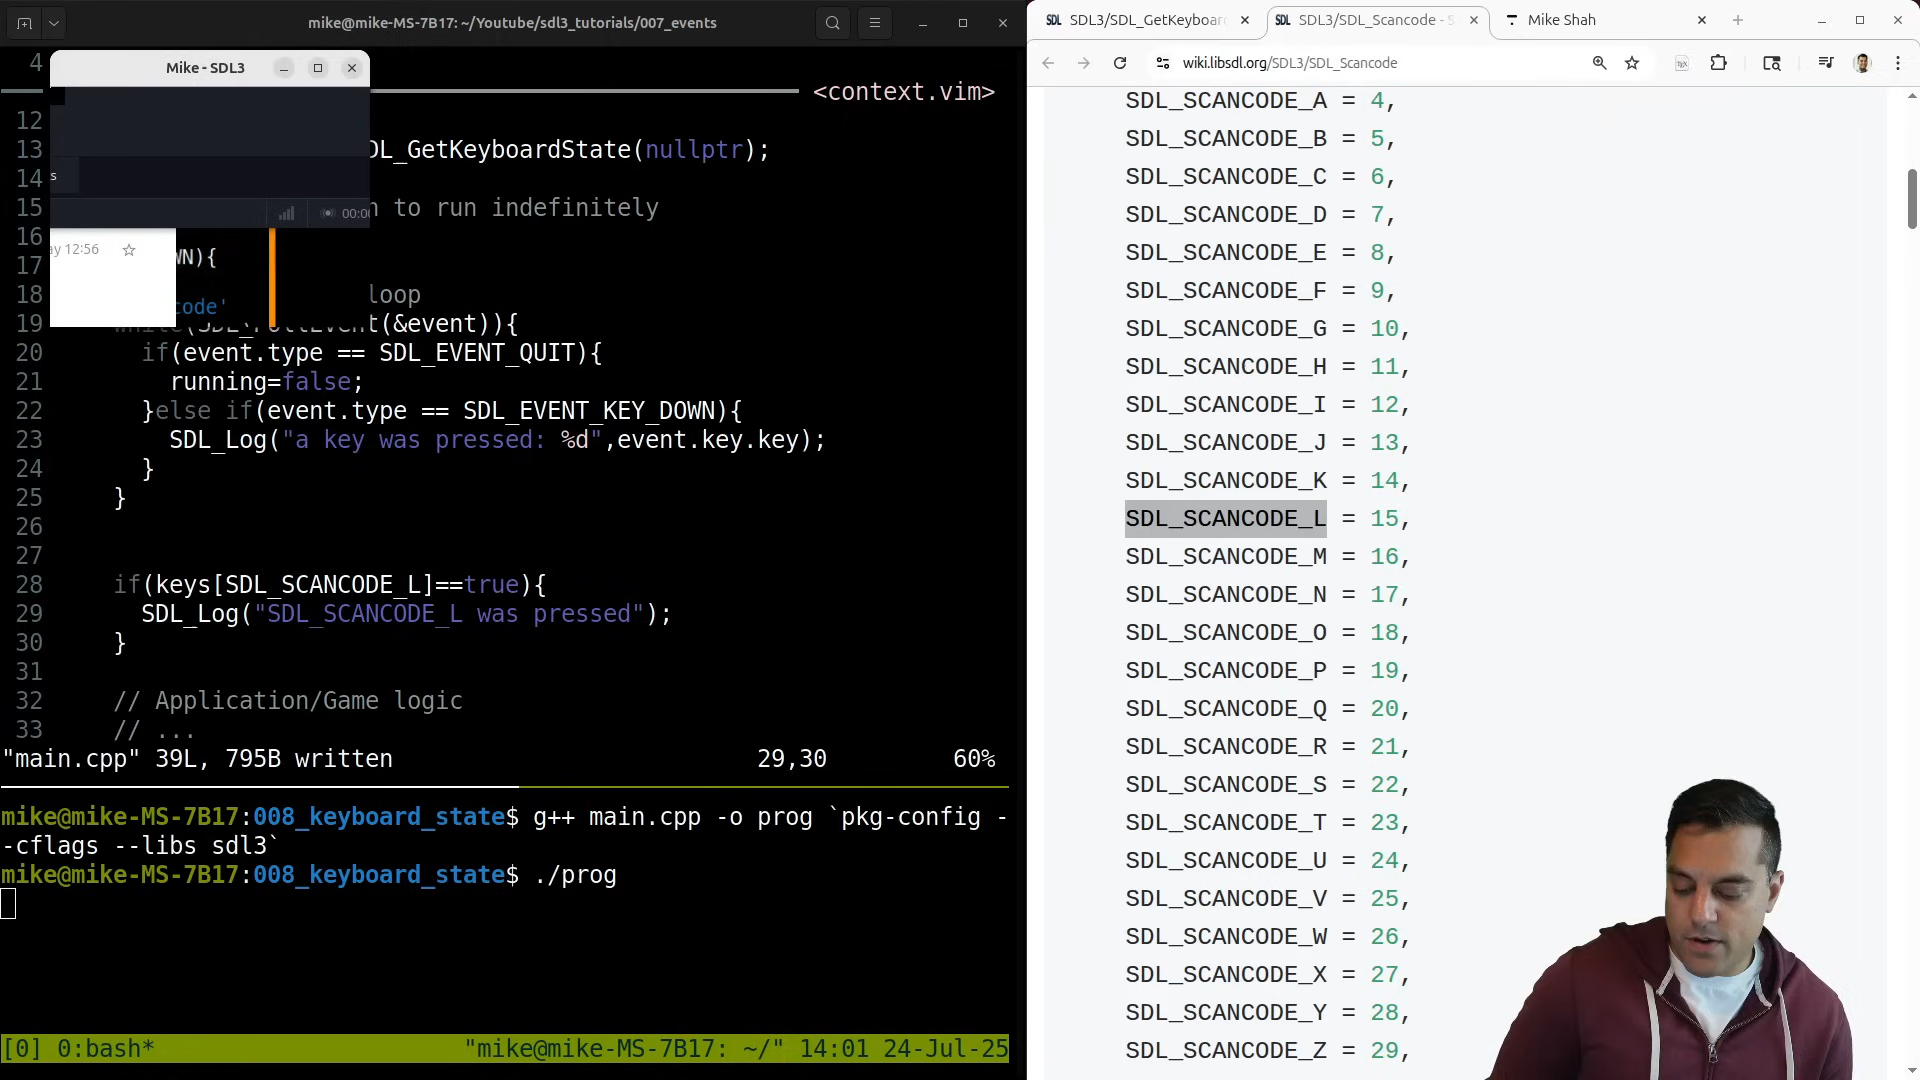 mike@mike-MS-7B17: ~/Youtube/sdl3_tutorials/007_events
4
Mike - SDL3
<context.vim>
12
13 DL_GetKeyboardState(nullptr);
14 s
15 n to run indefinitely
00:00
16
ay 12:56 ☆ WN){
17
18 loop
code'
19 (&event)){
20 if(event.type == SDL_EVENT_QUIT){
21 running=false;
22 }else if(event.type == SDL_EVENT_KEY_DOWN){
23 SDL_Log("a key was pressed: %d",event.key.key);
24 }
25 }
26
27
28 if(keys[SDL_SCANCODE_L]==true){
29 SDL_Log("SDL_SCANCODE_L was pressed");
30 }
31
32 // Application/Game logic
33 // ...
"main.cpp" 39L, 795B written 29,30 60%
mike@mike-MS-7B17:008_keyboard_state$ g++ main.cpp -o prog `pkg-config -
-cflags --libs sdl3`
mike@mike-MS-7B17:008_keyboard_state$ ./prog
[0] 0:bash* "mike@mike-MS-7B17: ~/" 14:01 24-Jul-25
SDL SDL3/SDL_GetKeyboar
SDL SDL3/SDL_Scancode - S
Mike Shah
wiki.libsdl.org/SDL3/SDL_Scancode
SDL_SCANCODE_A = 4,
SDL_SCANCODE_B = 5,
SDL_SCANCODE_C = 6,
SDL_SCANCODE_D = 7,
SDL_SCANCODE_E = 8,
SDL_SCANCODE_F = 9,
SDL_SCANCODE_G = 10,
SDL_SCANCODE_H = 11,
SDL_SCANCODE_I = 12,
SDL_SCANCODE_J = 13,
SDL_SCANCODE_K = 14,
SDL_SCANCODE_L = 15,
SDL_SCANCODE_M = 16,
SDL_SCANCODE_N = 17,
SDL_SCANCODE_O = 18,
SDL_SCANCODE_P = 19,
SDL_SCANCODE_Q = 20,
SDL_SCANCODE_R = 21,
SDL_SCANCODE_S = 22,
SDL_SCANCODE_T = 23,
SDL_SCANCODE_U = 24,
SDL_SCANCODE_V = 25,
SDL_SCANCODE_W = 26,
SDL_SCANCODE_X = 27,
SDL_SCANCODE_Y = 28,
SDL_SCANCODE_Z = 29,